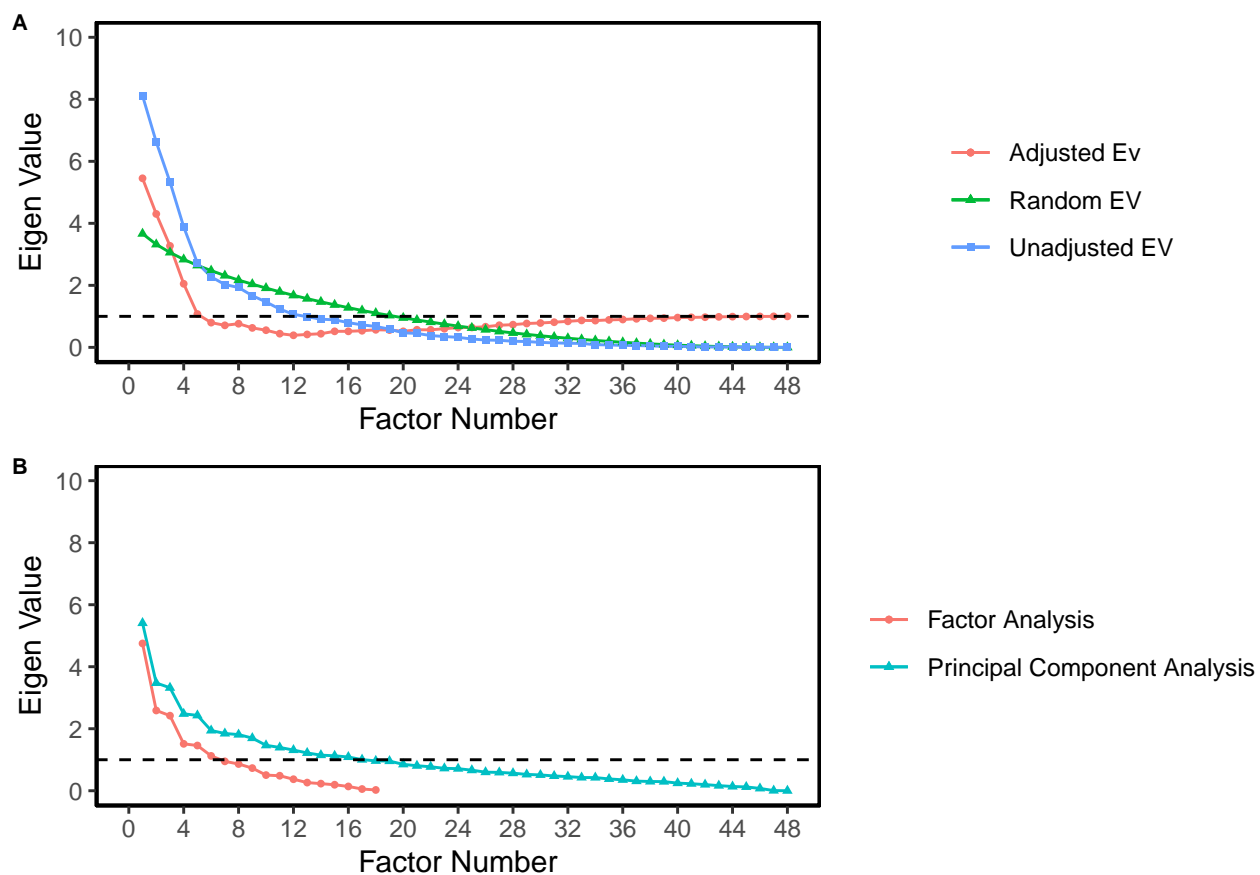 A
10
8
6
4
2
0
Eigen Value
0 4 8 12 16 20 24 28 32 36 40 44 48
Factor Number
Adjusted Ev
Random EV
Unadjusted EV
B
10
8
6
4
2
0
Eigen Value
0 4 8 12 16 20 24 28 32 36 40 44 48
Factor Number
Factor Analysis
Principal Component Analysis